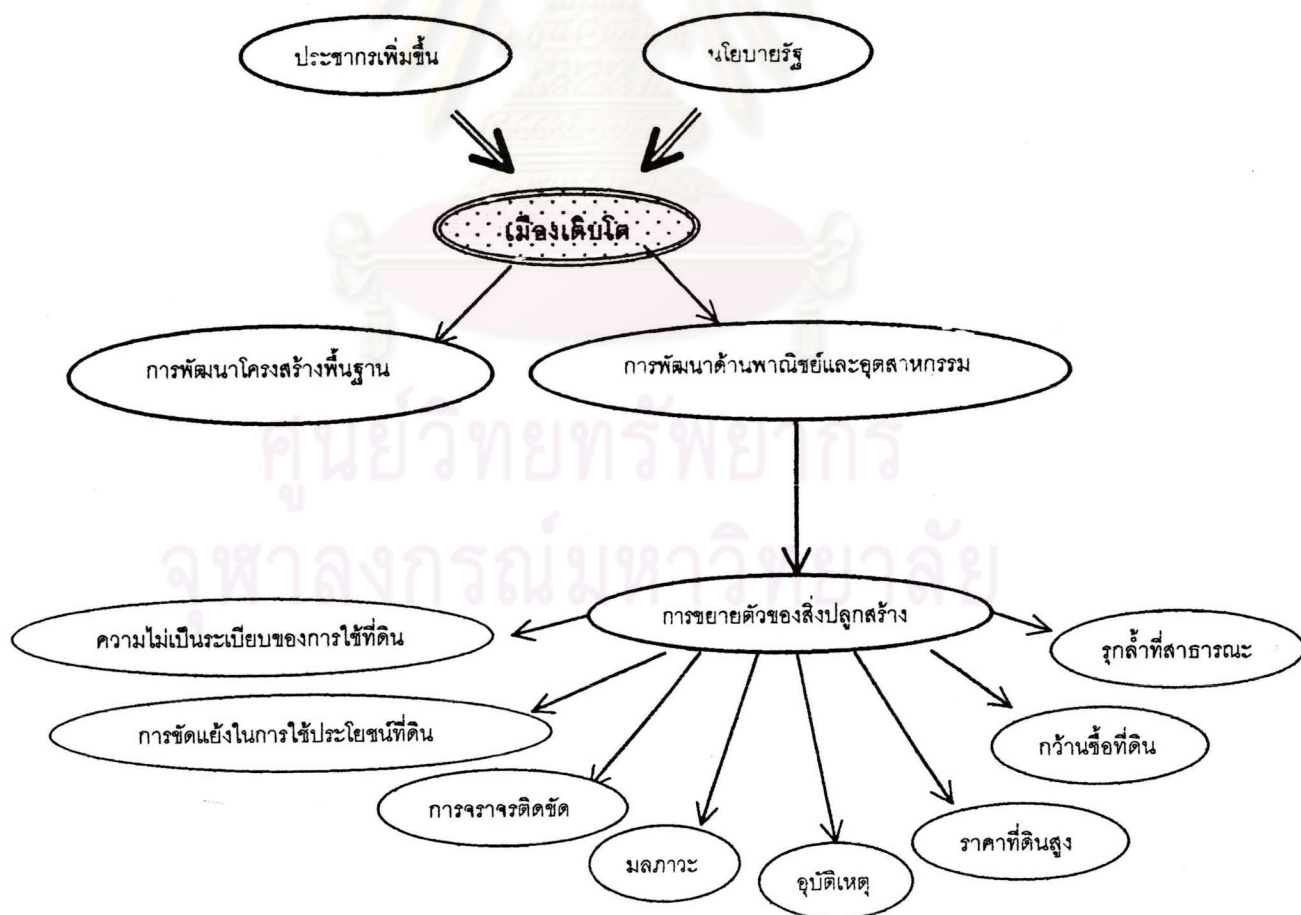 ประชากรเพิ่มขึ้น
นโยบายรัฐ
เมืองเติบโต
การพัฒนาโครงสร้างพื้นฐาน
การพัฒนาด้านพาณิชย์และอุตสาหกรรม
ศูนย์วิทยทรัพยากร
จุฬาลงกรณ์มหาวิทยาลัย
การขยายตัวของสิ่งปลูกสร้าง
ความไม่เป็นระเบียบของการใช้ที่ดิน
รุกล้ำที่สาธารณะ
การขัดแย้งในการใช้ประโยชน์ที่ดิน
กว้านซื้อที่ดิน
การจราจรติดขัด
ราคาที่ดินสูง
มลภาวะ
อุบัติเหตุ